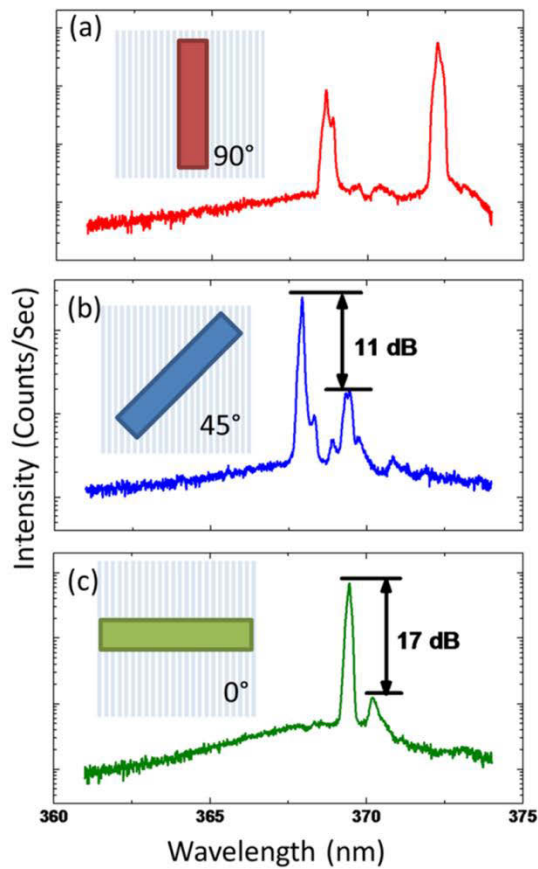 (a)
90°
(b)
11 dB
45°
(c)
17 dB
0°
Intensity (Counts/Sec)
360
365
370
375
Wavelength (nm)